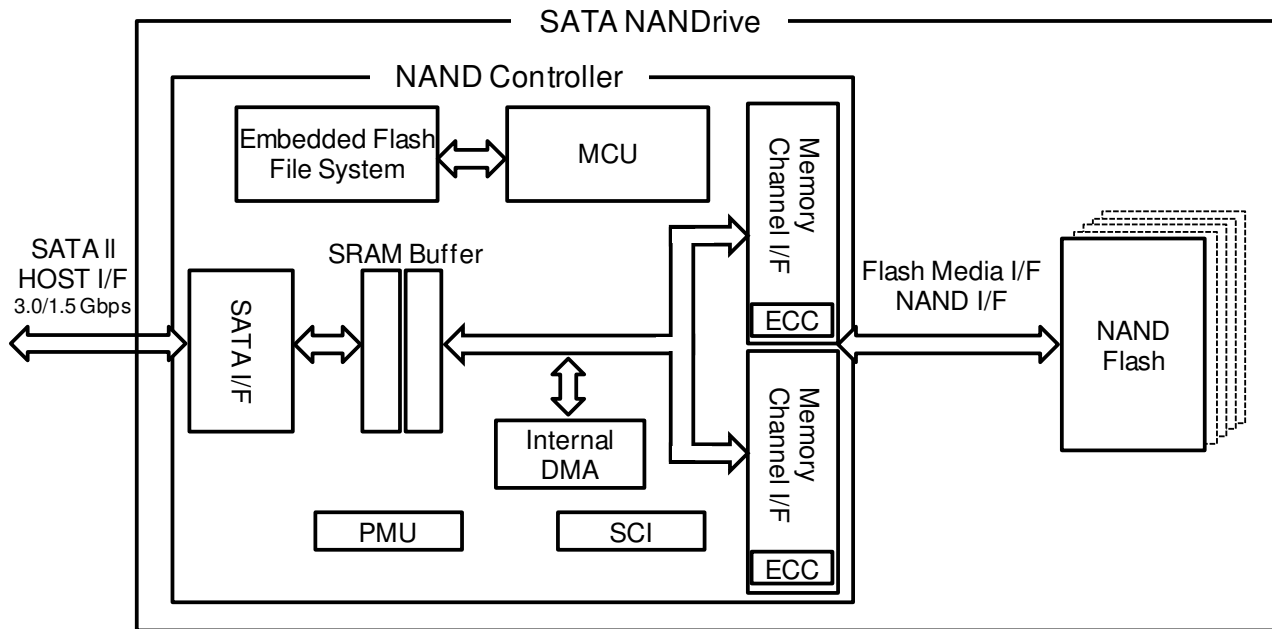 SATA NANDrive
NAND Controller
Embedded Flash
File System
MCU
Memory
Channel I/F
ECC
SATA II
HOST I/F
3.0/1.5 Gbps
SRAM Buffer
SATA I/F
Flash Media I/F
NAND I/F
NAND
Flash
Internal
DMA
Memory
Channel I/F
ECC
PMU
SCI